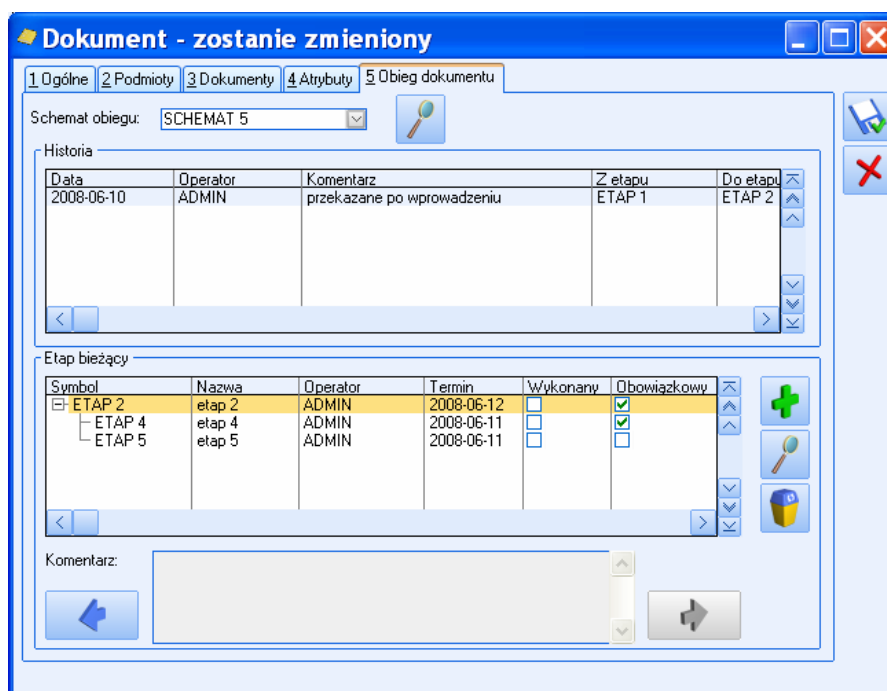 Dokument - zostanie zmieniony
1 Ogólne 2 Podmioty 3 Dokumenty 4 Atrybuty 5 Obieg dokumentu
Schemat obiegu: SCHEMAT 5
Historia
Data Operator Komentarz Z etapu Do etapu
2008-06-10 ADMIN przekazane po wprowadzeniu ETAP 1 ETAP 2
Etap bieżący
Symbol Nazwa Operator Termin Wykonany Obowiązkowy
ETAP 2 etap 2 ADMIN 2008-06-12
ETAP 4 etap 4 ADMIN 2008-06-11
ETAP 5 etap 5 ADMIN 2008-06-11
Komentarz: